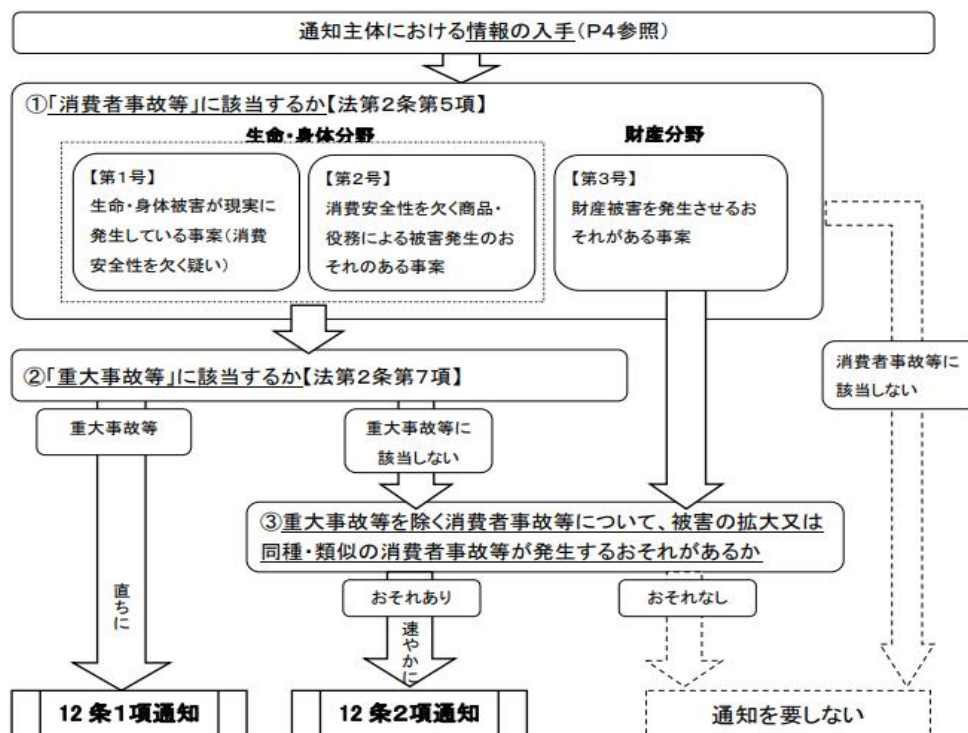 通知主体における情報の入手(P4参照)
①「消費者事故等」に該当するか【法第2条第5項】
生命・身体分野
財産分野
【第1号】
生命・身体被害が現実に
発生している事案(消費
安全性を欠く疑い)
【第2号】
消費安全性を欠く商品・
役務による被害発生のお
それのある事案
【第3号】
財産被害を発生させるお
それがある事案
消費者事故等に
該当しない
②「重大事故等」に該当するか【法第2条第7項】
重大事故等
重大事故等に
該当しない
③重大事故等を除く消費者事故等について、被害の拡大又は
同種・類似の消費者事故等が発生するおそれがあるか
おそれあり
おそれなし
直ちに
速やかに
12条1項通知
12条2項通知
通知を要しない